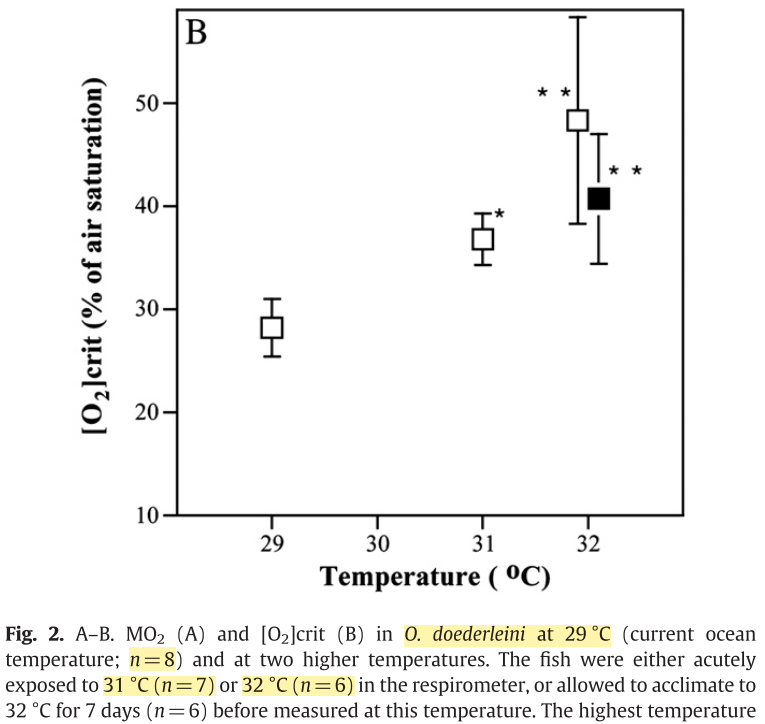 B
[O₂]crit (% of air saturation)
50
40
30
20
10
* *
* *
*
29
30
31
32
Temperature ( ⁰C)
Fig. 2. A–B. MO₂ (A) and [O₂]crit (B) in O. doederleini at 29 °C (current ocean
temperature; n=8) and at two higher temperatures. The fish were either acutely
exposed to 31 °C (n=7) or 32 °C (n=6) in the respirometer, or allowed to acclimate to
32 °C for 7 days (n=6) before measured at this temperature. The highest temperature